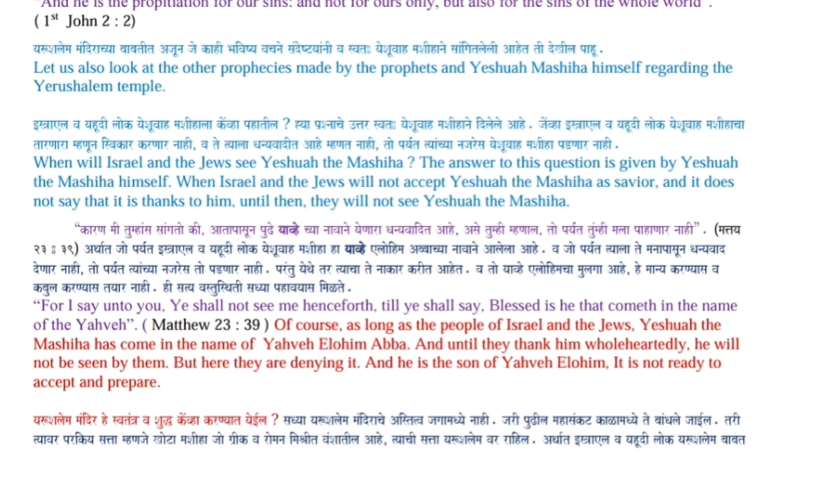 "And he is the propitiation for our sins: and not for ours only, but also for the sins of the whole world".
( 1st John 2 : 2)
यरूशलेम मंदिराच्या बाबतीत अजून जे काही भविष्य वचने संदेष्टयांनी व स्वतः येशूवाह मशीहाने सांगितलेली आहेत ती देखील पाहू .
Let us also look at the other prophecies made by the prophets and Yeshuah Mashiha himself regarding the
Yerushalem temple.
इस्त्राएल व यहूदी लोक येशूवाह मशीहाला केंव्हा पहातील ? ह्या प्रश्नाचे उत्तर स्वतः येशूवाह मशीहाने दिलेले आहे . जेंव्हा इस्त्राएल व यहूदी लोक येशूवाह मशीहाचा
तारणारा म्हणून स्विकार करणार नाही, व ते त्याला धन्यवादीत आहे म्हणत नाही, तो पर्यत त्यांच्या नजरेस येशूवाह मशीहा पडणार नाही .
When will Israel and the Jews see Yeshuah the Mashiha ? The answer to this question is given by Yeshuah
the Mashiha himself. When Israel and the Jews will not accept Yeshuah the Mashiha as savior, and it does
not say that it is thanks to him, until then, they will not see Yeshuah the Mashiha.
“कारण मी तुम्हांस सांगतो की, आतापासून पुढे याव्हे च्या नावाने येणारा धन्यवादित आहे, असे तुम्ही म्हणाल, तो पर्यत तुंम्ही मला पाहाणार नाही” . (मत्तय
२३ : ३९) अर्थात जो पर्यत इस्त्राएल व यहूदी लोक येशूवाह मशीहा हा याव्हे एलोहिम अब्बाच्या नावाने आलेला आहे . व जो पर्यत त्याला ते मनापासून धन्यवाद
देणार नाही, तो पर्यत त्यांच्या नजरेस तो पडणार नाही . परंतु येथे तर त्याचा ते नाकार करीत आहेत . व तो याव्हे एलोहिमचा मुलगा आहे, हे मान्य करण्यास व
कबुल करण्यास तयार नाही . ही सत्य वस्तुस्थिती सध्या पहावयास मिळते .
“For I say unto you, Ye shall not see me henceforth, till ye shall say, Blessed is he that cometh in the name
of the Yahveh”. ( Matthew 23 : 39 ) Of course, as long as the people of Israel and the Jews, Yeshuah the
Mashiha has come in the name of Yahveh Elohim Abba. And until they thank him wholeheartedly, he will
not be seen by them. But here they are denying it. And he is the son of Yahveh Elohim, It is not ready to
accept and prepare.
यरूशलेम मंदिर हे स्वतंत्र व शुद्ध केंव्हा करण्यात येईल ? सध्या यरूशलेम मंदिराचे अस्तित्व जगामध्ये नाही . जरी पुढील महासंकट काळामध्ये ते बांधले जाईल . तरी
त्यावर परकिय सत्ता म्हणजे खोटा मशीहा जो ग्रीक व रोमन मिश्रीत वंशातील आहे, त्याची सत्ता यरूशलेम वर राहिल . अर्थात इस्त्राएल व यहूदी लोक यरूशलेम बाबत